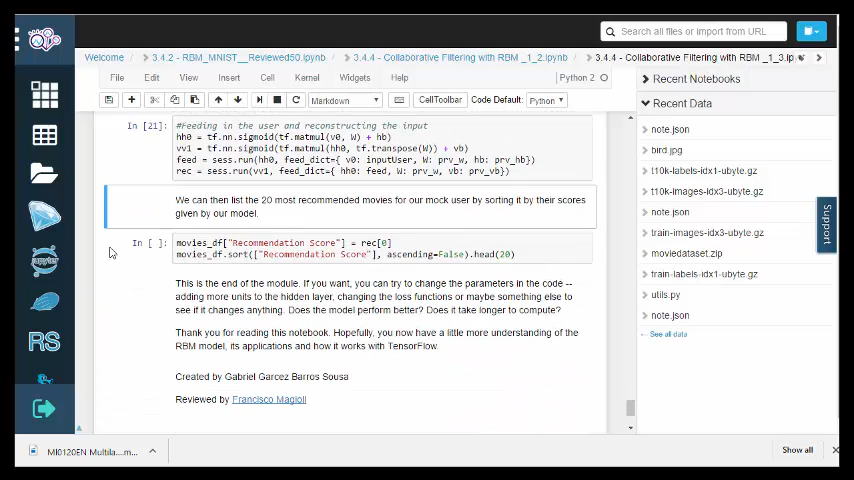 Search all files or import from URL
Welcome
3.4.2 - RBM_MNIST__Reviewed50.ipynb
3.4.4 - Collaborative Filtering with RBM _1_2.ipynb
3.4.4 - Collaborative Filtering with RBM _1_3.ip
File Edit View Insert Cell Kernel Widgets Help
Python 2
Markdown
CellToolbar
Code Default:
Python
In [21]:
#Feeding in the user and reconstructing the input
hh0 = tf.nn.sigmoid(tf.matmul(v0, W) + hb)
vv1 = tf.nn.sigmoid(tf.matmul(hh0, tf.transpose(W)) + vb)
feed = sess.run(hh0, feed_dict={ v0: inputUser, W: prv_w, hb: prv_hb})
rec = sess.run(vv1, feed_dict={ hh0: feed, W: prv_w, vb: prv_vb})
We can then list the 20 most recommended movies for our mock user by sorting it by their scores
given by our model.
In [ ]:
movies_df["Recommendation Score"] = rec[0]
movies_df.sort(["Recommendation Score"], ascending=False).head(20)
This is the end of the module. If you want, you can try to change the parameters in the code --
adding more units to the hidden layer, changing the loss functions or maybe something else to
see if it changes anything. Does the model perform better? Does it take longer to compute?
Thank you for reading this notebook. Hopefully, you now have a little more understanding of the
RBM model, its applications and how it works with TensorFlow.
Created by Gabriel Garcez Barros Sousa
Reviewed by Francisco Magioli
Recent Notebooks
Recent Data
note.json
bird.jpg
t10k-labels-idx1-ubyte.gz
t10k-images-idx3-ubyte.gz
note.json
train-images-idx3-ubyte.gz
moviedataset.zip
train-labels-idx1-ubyte.gz
utils.py
note.json
← See all data
Support
jupyter
RS
MI0120EN Multila....m...
Show all